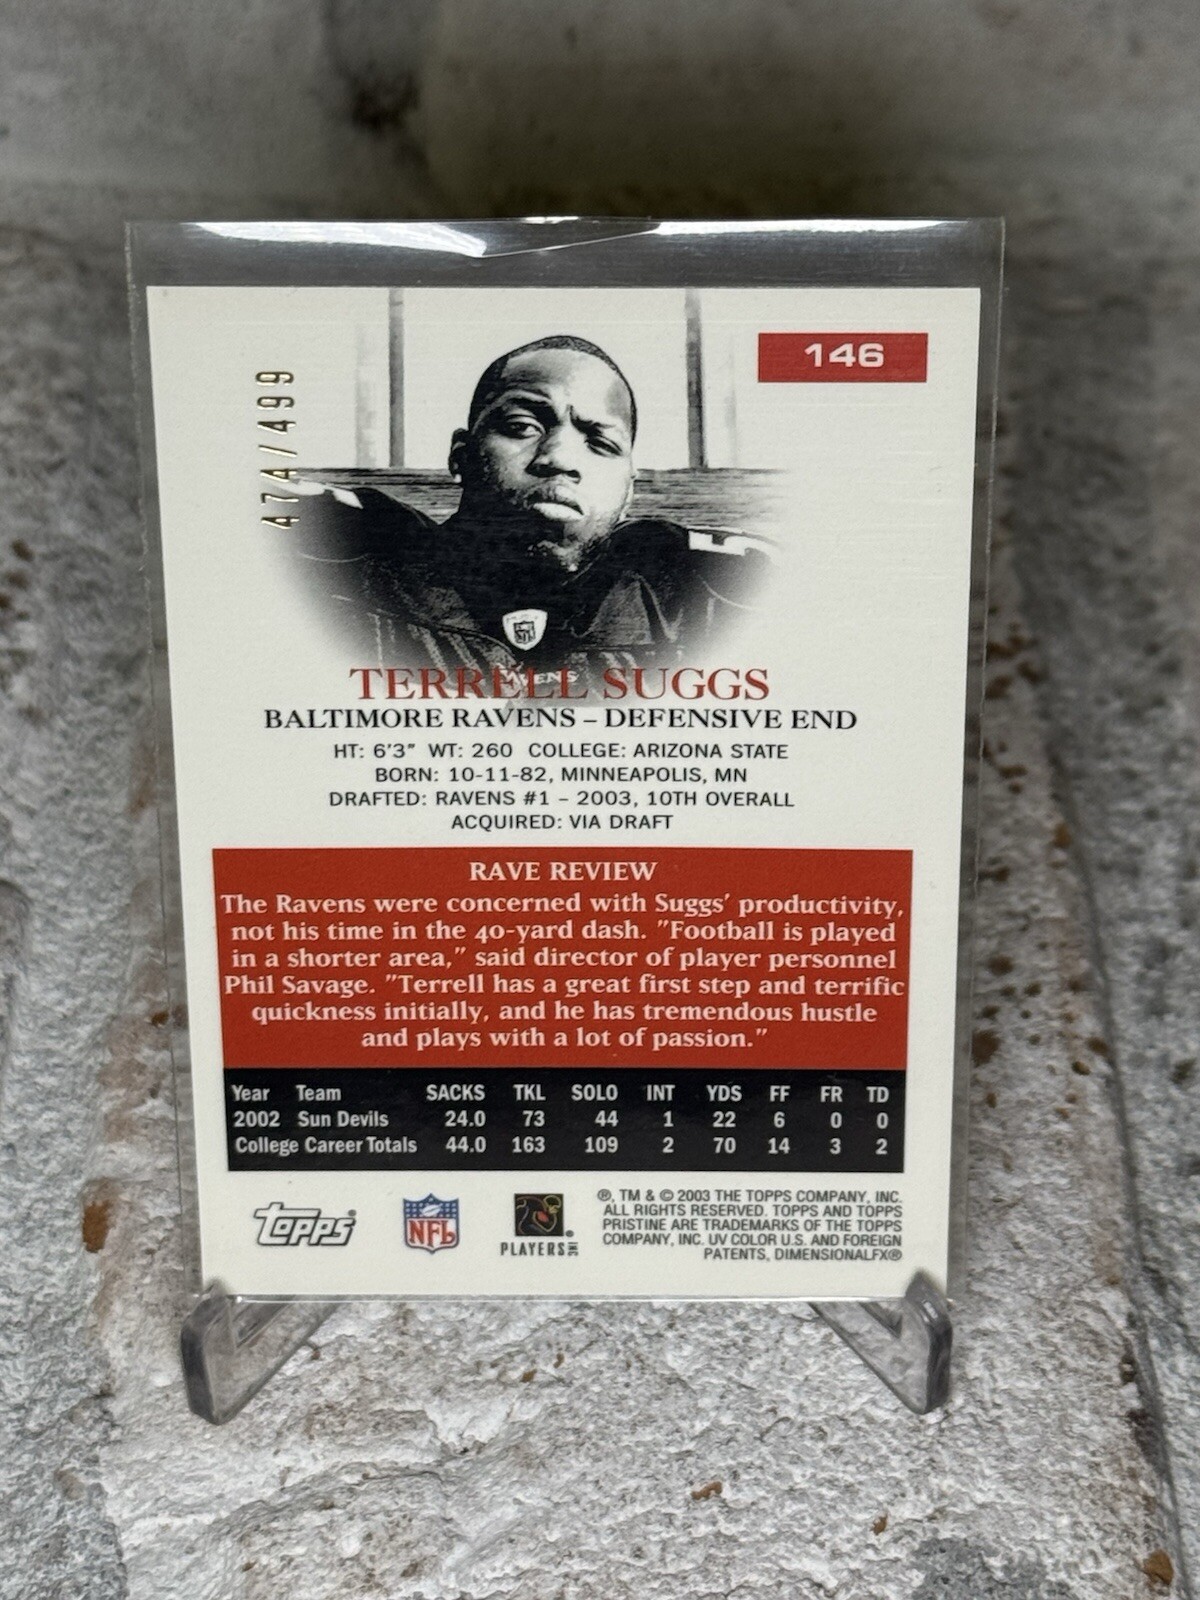 146
474/499
RAVENS
TERRELL SUGGS
BALTIMORE RAVENS – DEFENSIVE END
HT: 6'3" WT: 260 COLLEGE: ARIZONA STATE
BORN: 10-11-82, MINNEAPOLIS, MN
DRAFTED: RAVENS #1 – 2003, 10TH OVERALL
ACQUIRED: VIA DRAFT
RAVE REVIEW
The Ravens were concerned with Suggs' productivity,
not his time in the 40-yard dash. "Football is played
in a shorter area," said director of player personnel
Phil Savage. "Terrell has a great first step and terrific
quickness initially, and he has tremendous hustle
and plays with a lot of passion."
Year Team SACKS TKL SOLO INT YDS FF FR TD
2002 Sun Devils 24.0 73 44 1 22 6 0 0
College Career Totals 44.0 163 109 2 70 14 3 2
Topps®
NFL
PLAYERS INC
®, TM & © 2003 THE TOPPS COMPANY, INC.
ALL RIGHTS RESERVED. TOPPS AND TOPPS
PRISTINE ARE TRADEMARKS OF THE TOPPS
COMPANY, INC. UV COLOR U.S. AND FOREIGN
PATENTS, DIMENSIONALFX®